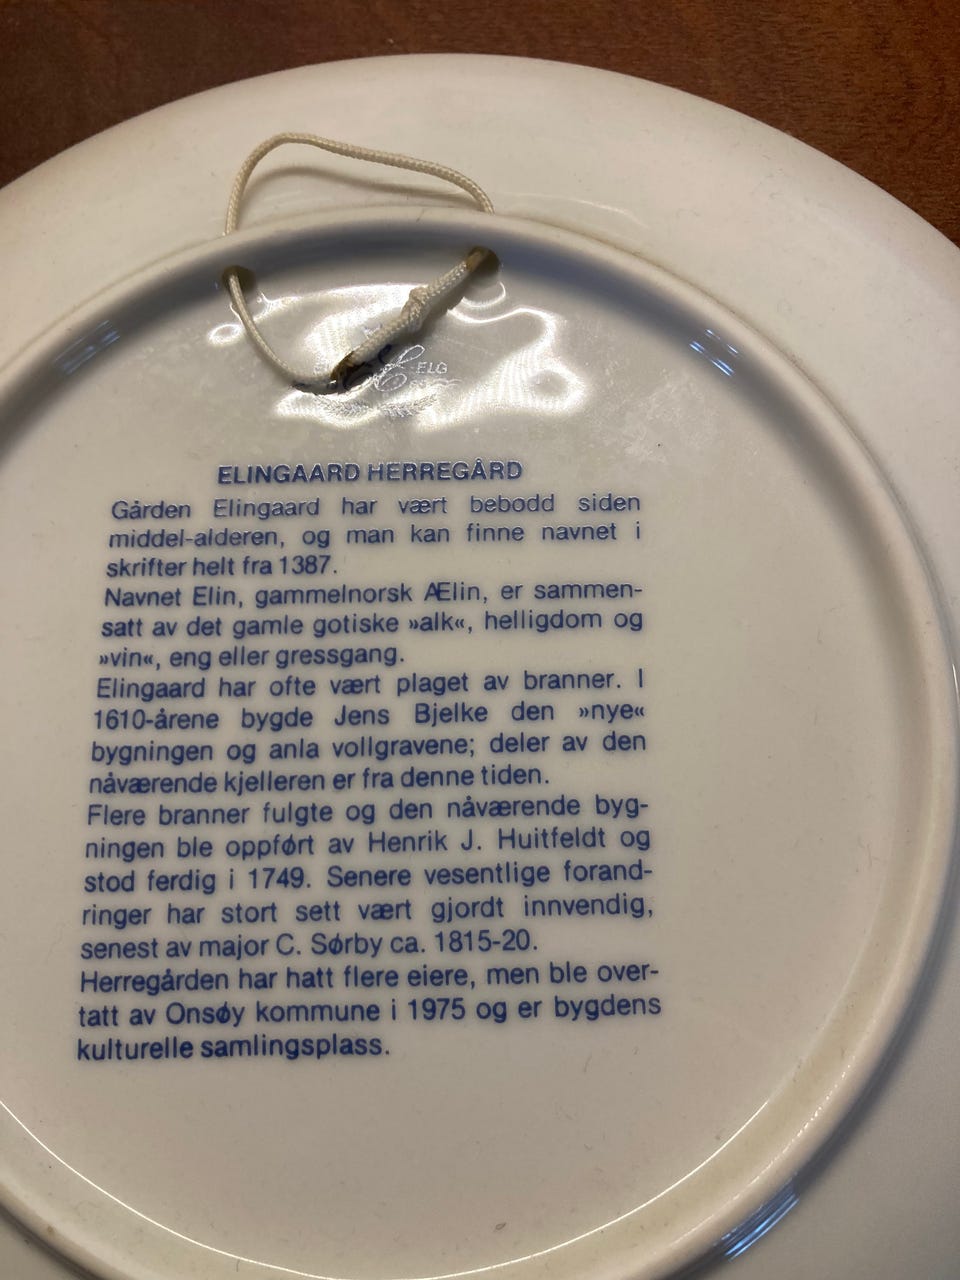 ELG
ELINGAARD HERREGÅRD
Gården Elingaard har vært bebodd siden
middel-alderen, og man kan finne navnet i
skrifter helt fra 1387.
Navnet Elin, gammelnorsk Ælin, er sammen-
satt av det gamle gotiske »alk«, helligdom og
»vin«, eng eller gressgang.
Elingaard har ofte vært plaget av branner. I
1610-årene bygde Jens Bjelke den »nye«
bygningen og anla vollgravene; deler av den
nåværende kjelleren er fra denne tiden.
Flere branner fulgte og den nåværende byg-
ningen ble oppført av Henrik J. Huitfeldt og
stod ferdig i 1749. Senere vesentlige forand-
ringer har stort sett vært gjordt innvendig,
senest av major C. Sørby ca. 1815-20.
Herregården har hatt flere eiere, men ble over-
tatt av Onsøy kommune i 1975 og er bygdens
kulturelle samlingsplass.